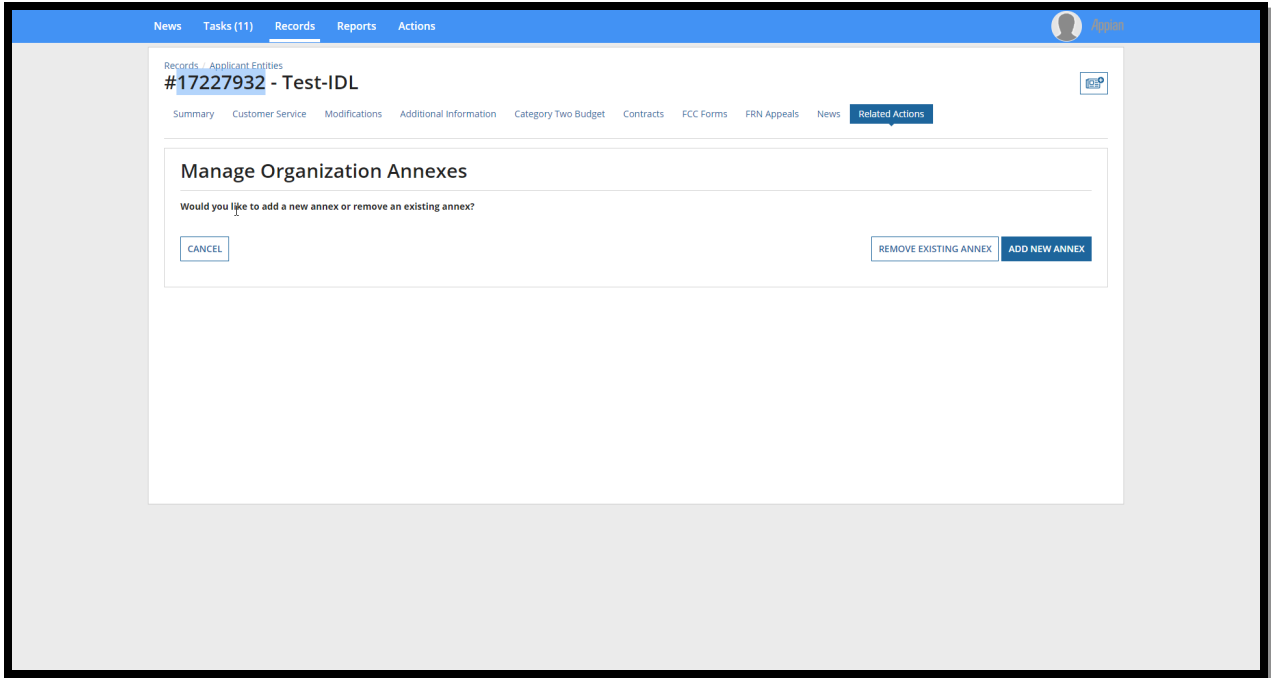 News Tasks (11) Records Reports Actions Appian
Records / Applicant Entities
#17227932 - Test-IDL
Summary Customer Service Modifications Additional Information Category Two Budget Contracts FCC Forms FRN Appeals News Related Actions
Manage Organization Annexes
Would you like to add a new annex or remove an existing annex?
CANCEL REMOVE EXISTING ANNEX ADD NEW ANNEX